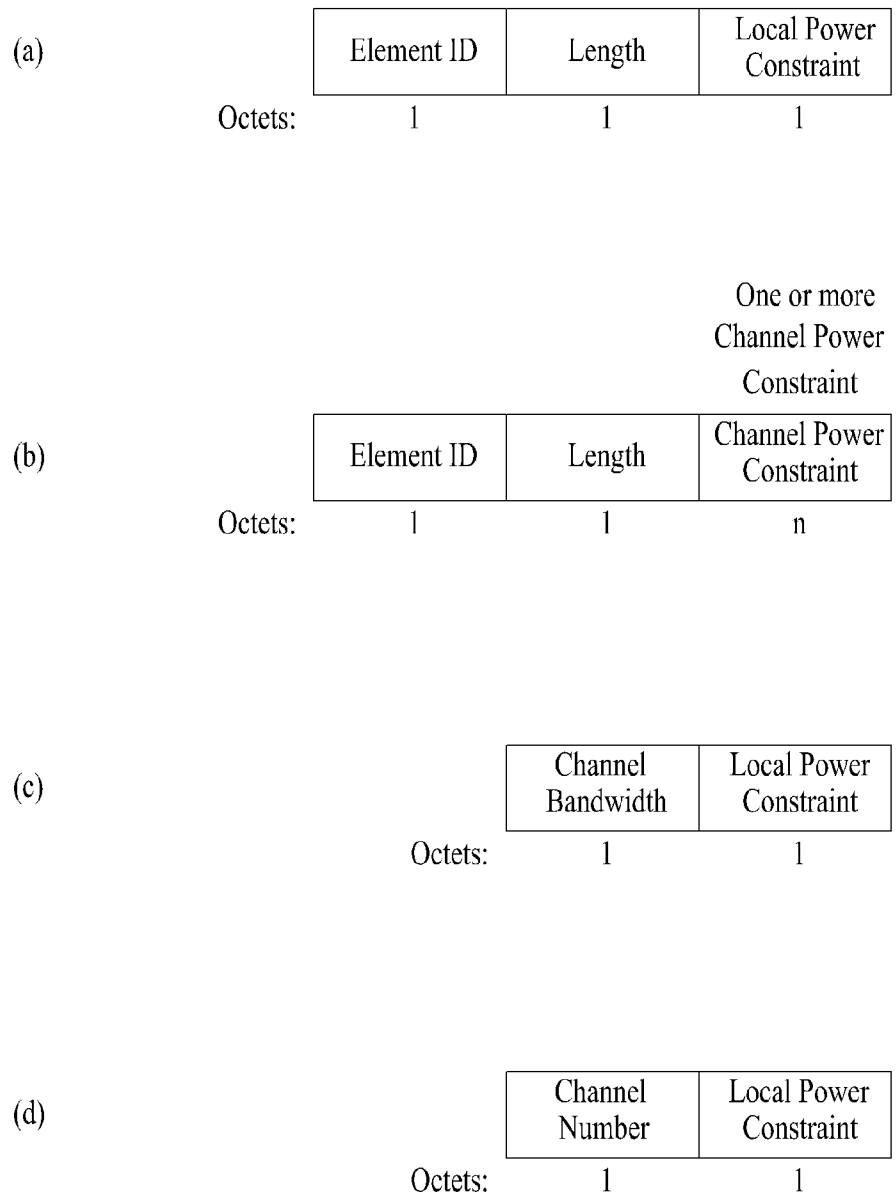 (a)
Element ID
Length
Local Power
Constraint
Octets:
1
1
1
One or more
Channel Power
Constraint
(b)
Element ID
Length
Channel Power
Constraint
Octets:
1
1
n
(c)
Channel
Bandwidth
Local Power
Constraint
Octets:
1
1
(d)
Channel
Number
Local Power
Constraint
Octets:
1
1